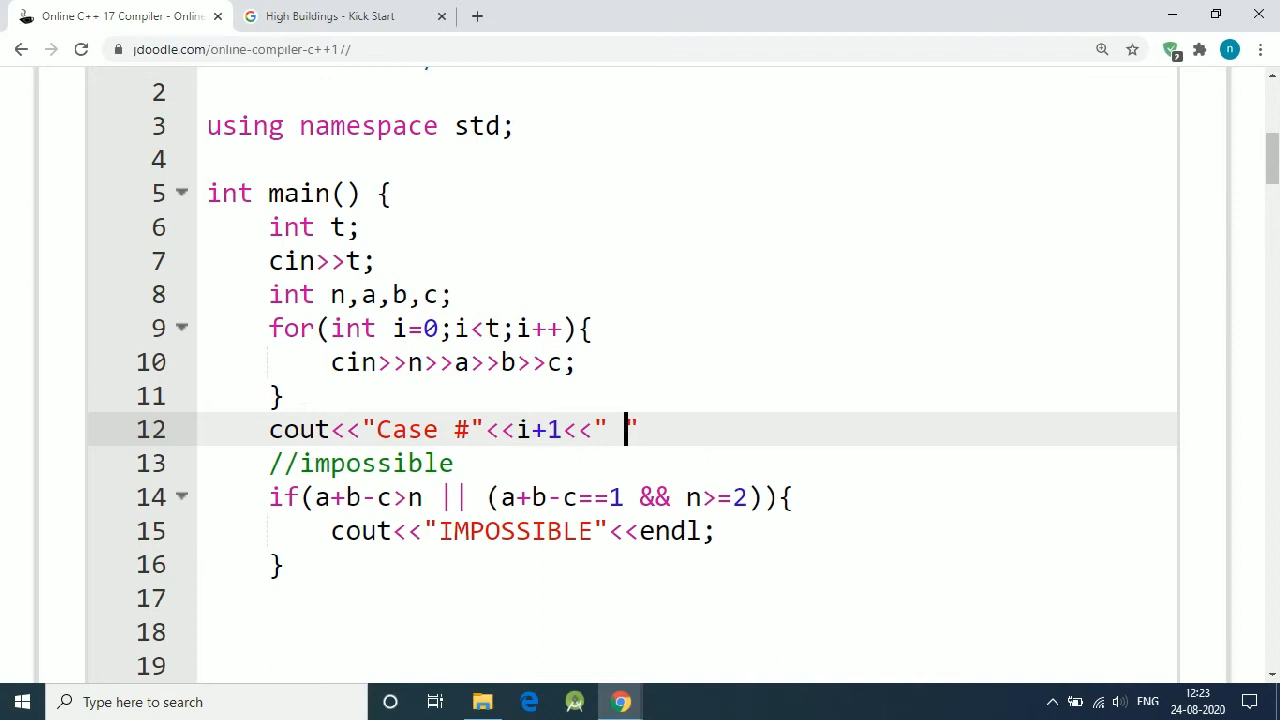 Online C++ 17 Compiler - Online
High Buildings - Kick Start
jdoodle.com/online-compiler-c++17/
2
3 using namespace std;
4
5 int main() {
6 int t;
7 cin>>t;
8 int n,a,b,c;
9 for(int i=0;i<t;i++){
10 cin>>n>>a>>b>>c;
11 }
12 cout<<"Case #"<<i+1<<" "
13 //impossible
14 if(a+b-c>n || (a+b-c==1 && n>=2)){
15 cout<<"IMPOSSIBLE"<<endl;
16 }
17
18
19
Type here to search
ENG
12:23
24-08-2020